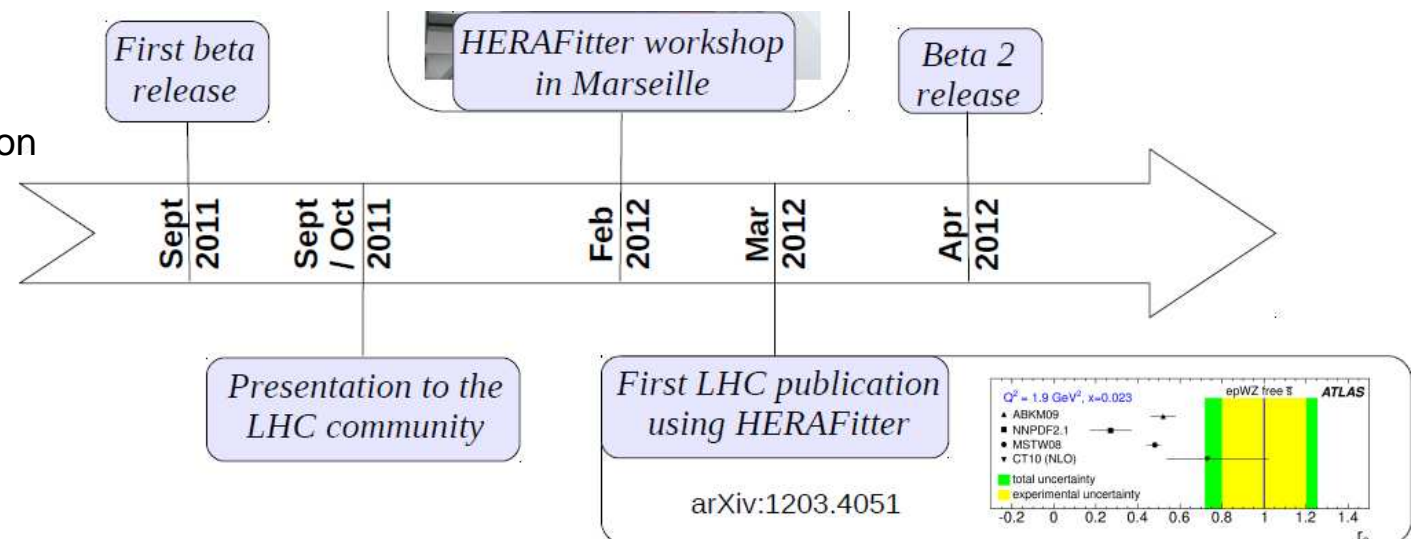 First beta
release
HERAFitter workshop
in Marseille
Beta 2
release
on
Sept
2011
Sept
/ Oct
2011
Feb
2012
Mar
2012
Apr
2012
Presentation to the
LHC community
First LHC publication
using HERAFitter
arXiv:1203.4051
Q² = 1.9 GeV², x=0.023
epWZ free s̅
ATLAS
ABKM09
NNPDF2.1
MSTW08
CT10 (NLO)
total uncertainty
experimental uncertainty
-0.2 0 0.2 0.4 0.6 0.8 1 1.2 1.4